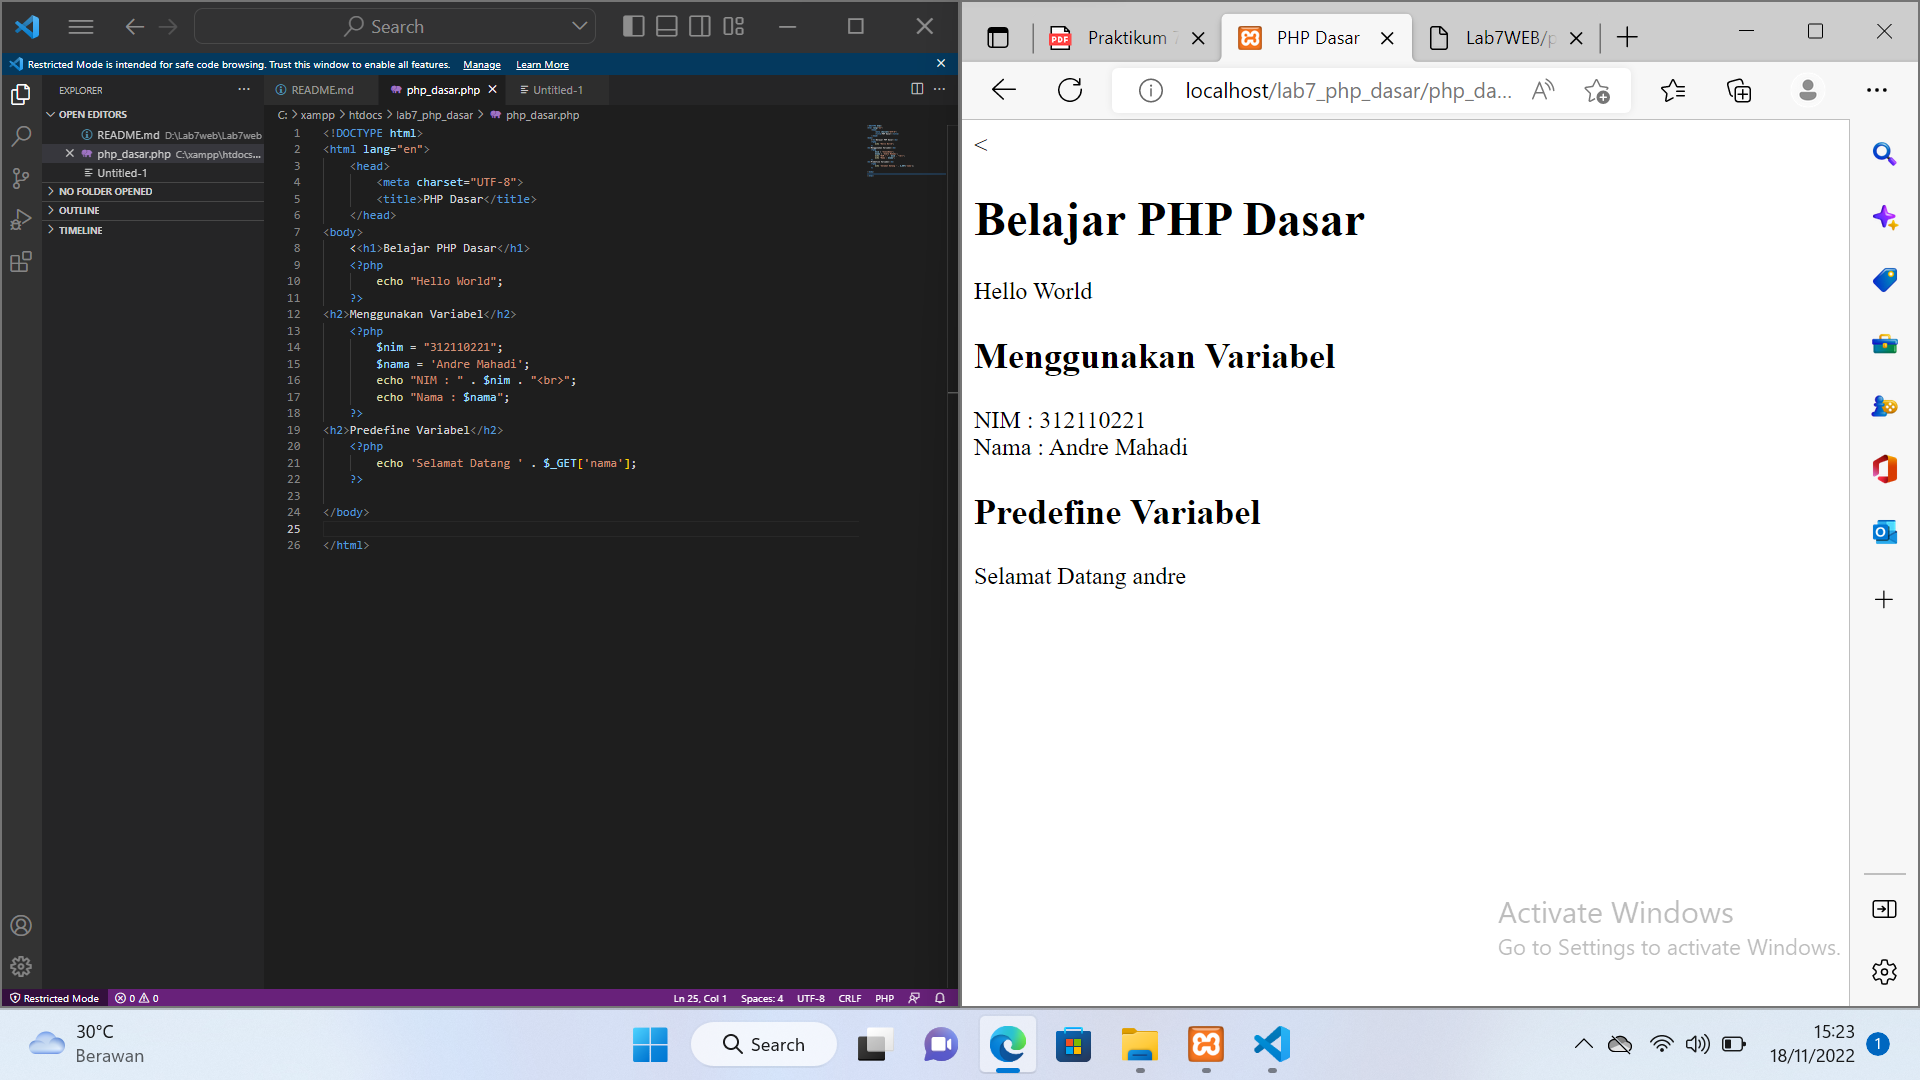 Search
Restricted Mode is intended for safe code browsing. Trust this window to enable all features. Manage Learn More
EXPLORER
OPEN EDITORS
README.md D:\Lab7web\Lab7web
php_dasar.php C:\xampp\htdocs...
Untitled-1
NO FOLDER OPENED
OUTLINE
TIMELINE
README.md php_dasar.php Untitled-1
C: > xampp > htdocs > lab7_php_dasar > php_dasar.php
1 <!DOCTYPE html>
2 <html lang="en">
3 <head>
4 <meta charset="UTF-8">
5 <title>PHP Dasar</title>
6 </head>
7 <body>
8 <<h1>Belajar PHP Dasar</h1>
9 <?php
10 echo "Hello World";
11 ?>
12 <h2>Menggunakan Variabel</h2>
13 <?php
14 $nim = "312110221";
15 $nama = 'Andre Mahadi';
16 echo "NIM : " . $nim . "<br>";
17 echo "Nama : $nama";
18 ?>
19 <h2>Predefine Variabel</h2>
20 <?php
21 echo 'Selamat Datang ' . $_GET['nama'];
22 ?>
23
24 </body>
25
26 </html>
Restricted Mode 0 0 Ln 25, Col 1 Spaces: 4 UTF-8 CRLF PHP
PDF Praktikum 7 PHP Dasar Lab7WEB/p
localhost/lab7_php_dasar/php_da...
<
Belajar PHP Dasar
Hello World
Menggunakan Variabel
NIM : 312110221
Nama : Andre Mahadi
Predefine Variabel
Selamat Datang andre
Activate Windows
Go to Settings to activate Windows.
30°C
Berawan
Search
15:23
18/11/2022
1